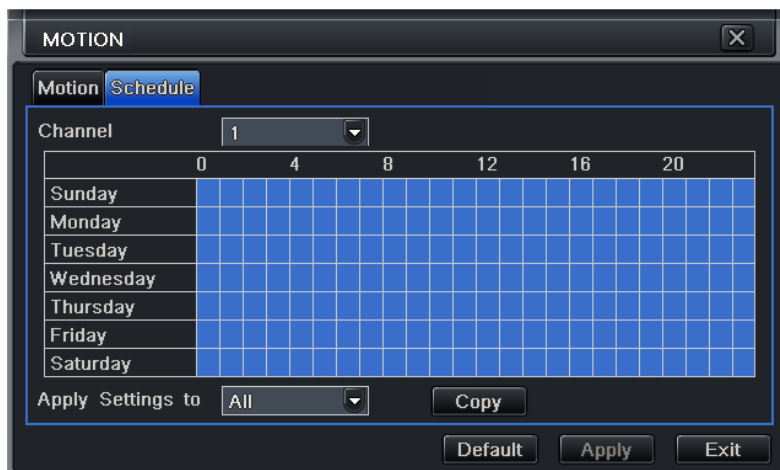 MOTION
Motion Schedule
Channel 1
0 4 8 12 16 20
Sunday
Monday
Tuesday
Wednesday
Thursday
Friday
Saturday
Apply Settings to All Copy
Default Apply Exit